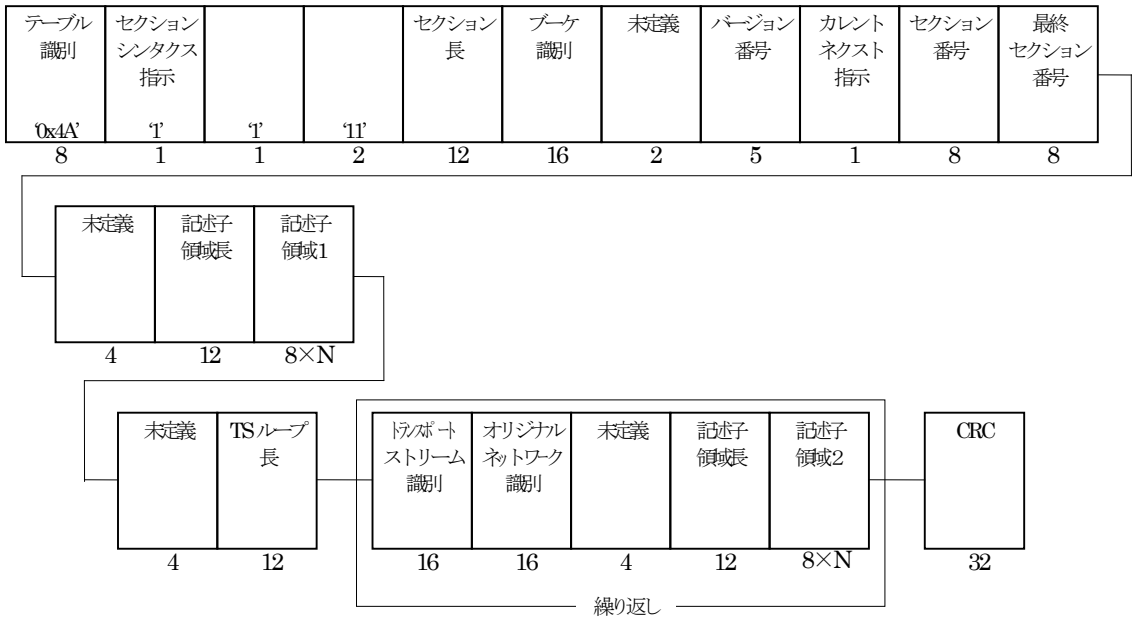 テーブル
識別
'0x4A'
8
セクション
シンタクス
指示
'1'
1
'1'
1
'11'
2
セクション
長
12
ブーケ
識別
16
未定義
2
バージョン
番号
5
カレント
ネクスト
指示
1
セクション
番号
8
最終
セクション
番号
8
未定義
4
記述子
領域長
12
記述子
領域1
8×N
未定義
4
TSループ
長
12
トランスポート
ストリーム
識別
16
オリジナル
ネットワーク
識別
16
未定義
4
記述子
領域長
12
記述子
領域2
8×N
CRC
32
繰り返し